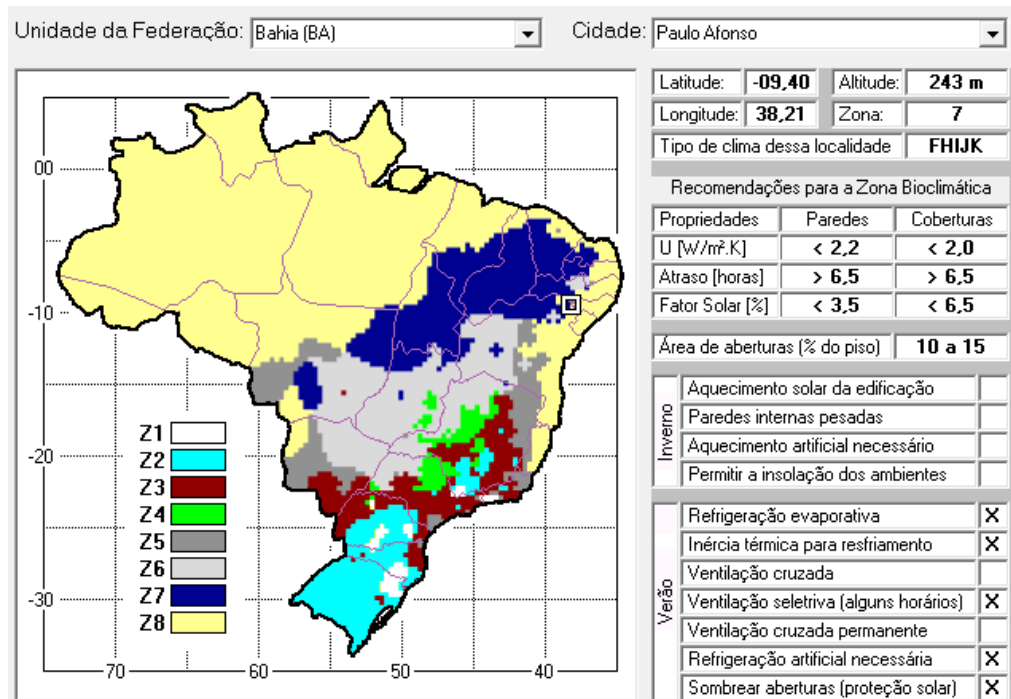 Unidade da Federação: Bahia (BA) Cidade: Paulo Afonso
Latitude: -09,40 Altitude: 243 m
Longitude: 38,21 Zona: 7
Tipo de clima dessa localidade FHIJK
Recomendações para a Zona Bioclimática
Propriedades Paredes Coberturas
U [W/m².K] < 2,2 < 2,0
Atraso [horas] > 6,5 > 6,5
Fator Solar [%] < 3,5 < 6,5
Área de aberturas (% do piso) 10 a 15
Inverno
Aquecimento solar da edificação
Paredes internas pesadas
Aquecimento artificial necessário
Permitir a insolação dos ambientes
Verão
Refrigeração evaporativa X
Inércia térmica para resfriamento X
Ventilação cruzada
Ventilação seletiva (alguns horários) X
Ventilação cruzada permanente
Refrigeração artificial necessária X
Sombrear aberturas (proteção solar) X
00
-10
-20
-30
Z1
Z2
Z3
Z4
Z5
Z6
Z7
Z8
70 60 50 40